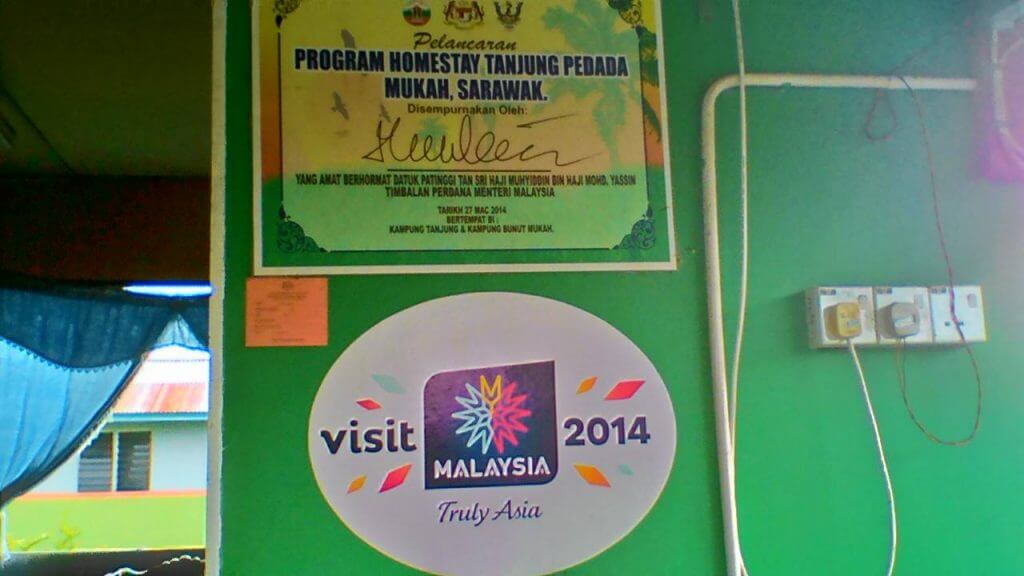 Pelancaran
PROGRAM HOMESTAY TANJUNG PEDADA
MUKAH, SARAWAK.
Disempurnakan Oleh:
YANG AMAT BERHORMAT DATUK PATINGGI TAN SRI HAJI MUHYIDDIN BIN HAJI MOHD. YASSIN
TIMBALAN PERDANA MENTERI MALAYSIA
TARIKH 27 MAC 2014
BERTEMPAT DI :
KAMPUNG TANJUNG & KAMPUNG BUNUT MUKAH.
visit 2014
MALAYSIA
Truly Asia